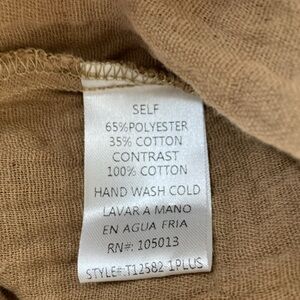 SELF
65%POLYESTER
35% COTTON
CONTRAST
100% COTTON
HAND WASH COLD
LAVAR A MANO
EN AGUA FRIA
RN#: 105013
STYLE#:T12582 1PLUS